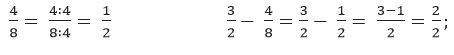 4/8 = 4:4/8:4 = 1/2 3/2 − 4/8 = 3/2 − 1/2 = 3−1/2 = 2/2 ;